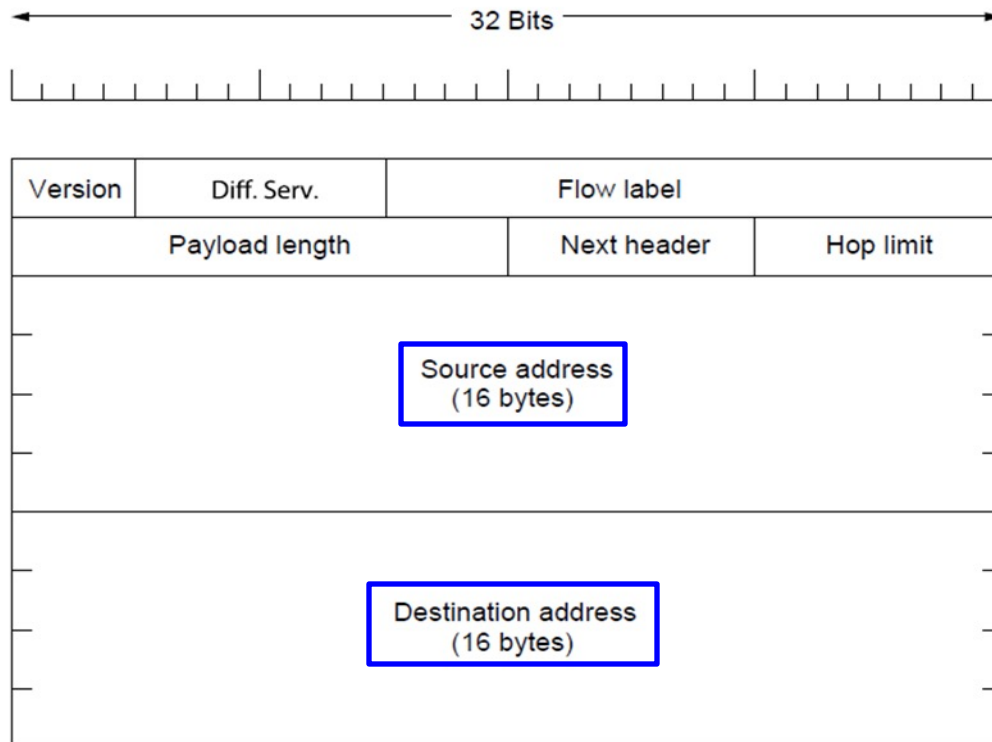 32 Bits
Version Diff. Serv. Flow label
Payload length Next header Hop limit
Source address
(16 bytes)
Destination address
(16 bytes)